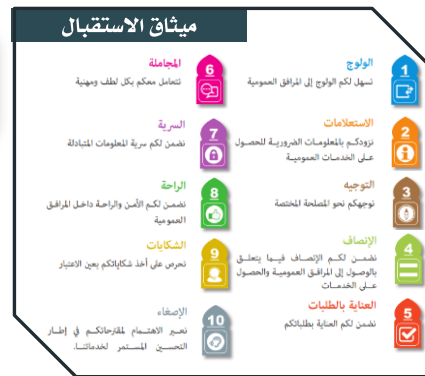 ميثاق الاستقبال
1
الولوج
نسهل لكم الولوج إلى المرافق العمومية
2
الاستعلامات
نزودكم بالمعلومات الضرورية للحصول
على الخدمات العمومية
3
التوجيه
نوجهكم نحو المصلحة المختصة
4
الإنصاف
نضمن لكم الإنصاف فيما يتعلق
بالوصول إلى المرافق العمومية والحصول
على الخدمات
5
العناية بالطلبات
نضمن لكم العناية بطلباتكم
6
المجاملة
نتعامل معكم بكل لطف ومهنية
7
السرية
نضمن لكم سرية المعلومات المتبادلة
8
الراحة
نضمن لكم الأمن والراحة داخل المرافق
العمومية
9
الشكايات
نحرص على أخذ شكاياتكم بعين الاعتبار
10
الإصغاء
نعير الاهتمام لمقترحاتكم في إطار
التحسين المستمر لخدماتنا.